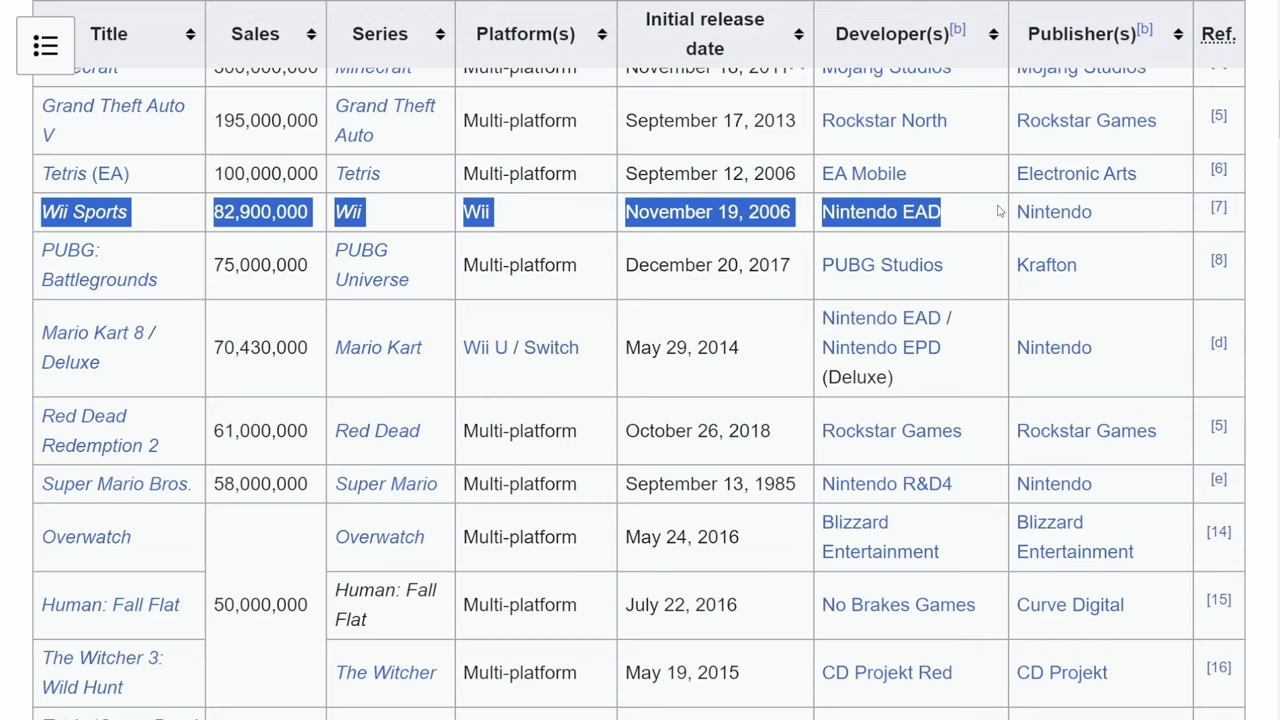 Title Sales Series Platform(s) Initial release date Developer(s)[b] Publisher(s)[b] Ref.
Minecraft Mojang Studios Mojang Studios
Grand Theft Auto V 195,000,000 Grand Theft Auto Multi-platform September 17, 2013 Rockstar North Rockstar Games [5]
Tetris (EA) 100,000,000 Tetris Multi-platform September 12, 2006 EA Mobile Electronic Arts [6]
Wii Sports 82,900,000 Wii Wii November 19, 2006 Nintendo EAD Nintendo [7]
PUBG: Battlegrounds 75,000,000 PUBG Universe Multi-platform December 20, 2017 PUBG Studios Krafton [8]
Mario Kart 8 / Deluxe 70,430,000 Mario Kart Wii U / Switch May 29, 2014 Nintendo EAD / Nintendo EPD (Deluxe) Nintendo [d]
Red Dead Redemption 2 61,000,000 Red Dead Multi-platform October 26, 2018 Rockstar Games Rockstar Games [5]
Super Mario Bros. 58,000,000 Super Mario Multi-platform September 13, 1985 Nintendo R&D4 Nintendo [e]
Overwatch Overwatch Multi-platform May 24, 2016 Blizzard Entertainment Blizzard Entertainment [14]
Human: Fall Flat 50,000,000 Human: Fall Flat Multi-platform July 22, 2016 No Brakes Games Curve Digital [15]
The Witcher 3: Wild Hunt The Witcher Multi-platform May 19, 2015 CD Projekt Red CD Projekt [16]